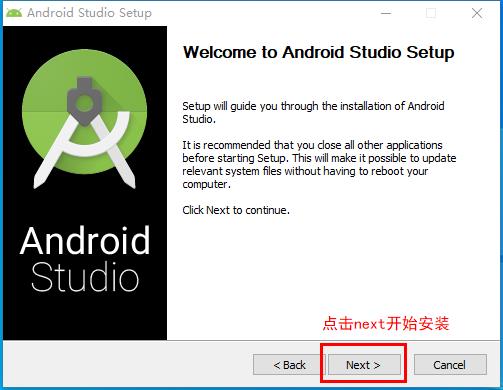 Android Studio Setup
Welcome to Android Studio Setup
Setup will guide you through the installation of Android
Studio.
It is recommended that you close all other applications
before starting Setup. This will make it possible to update
relevant system files without having to reboot your
computer.
Click Next to continue.
Android
Studio
点击next开始安装
< Back
Next >
Cancel